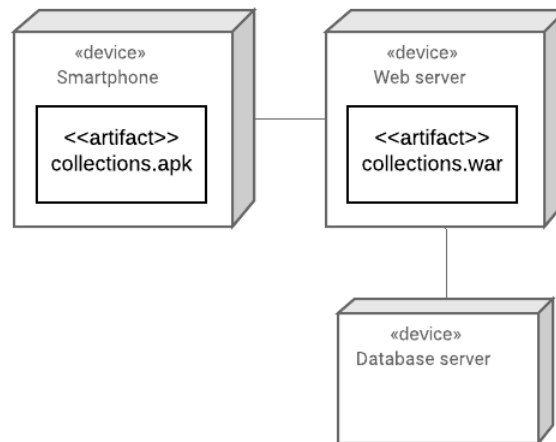 «device»
Smartphone
<<artifact>>
collections.apk
«device»
Web server
<<artifact>>
collections.war
«device»
Database server